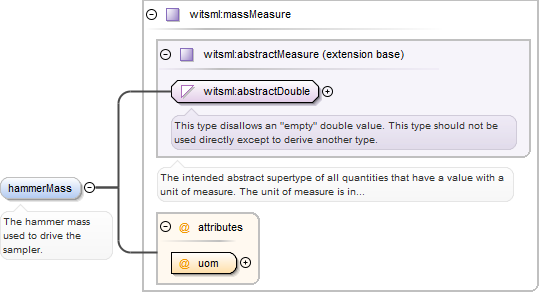 witsml:massMeasure
witsml:abstractMeasure (extension base)
witsml:abstractDouble
This type disallows an "empty" double value. This type should not be
used directly except to derive another type.
The intended abstract supertype of all quantities that have a value with a
unit of measure. The unit of measure is in...
hammerMass
The hammer mass
used to drive the
sampler.
@ attributes
@ uom